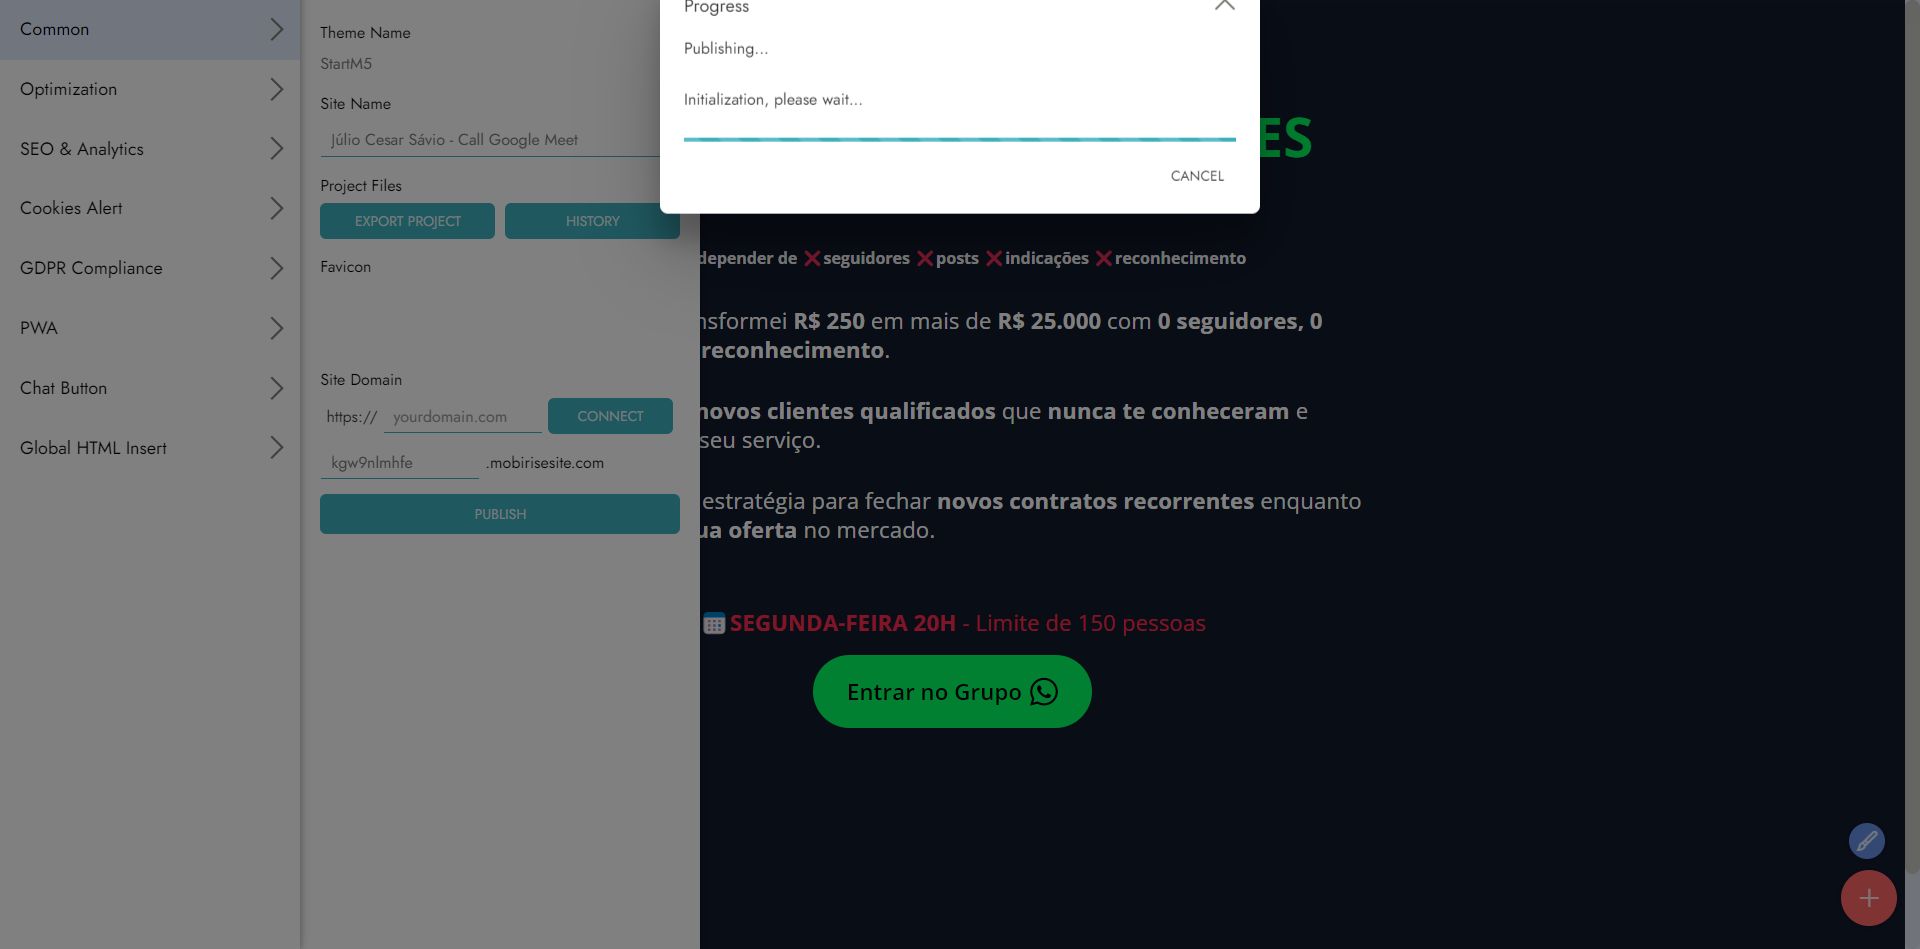 Common
Optimization
SEO & Analytics
Cookies Alert
GDPR Compliance
PWA
Chat Button
Global HTML Insert
Theme Name
StartM5
Site Name
Júlio Cesar Sávio - Call Google Meet
Project Files
EXPORT PROJECT
HISTORY
Favicon
Site Domain
https://
yourdomain.com
CONNECT
kgw9nlmhfe
.mobirisesite.com
PUBLISH
Progress
Publishing...
Initialization, please wait...
CANCEL
ES
depender de ❌seguidores ❌posts ❌indicações ❌reconhecimento
nsformei R$ 250 em mais de R$ 25.000 com 0 seguidores, 0
reconhecimento.
novos clientes qualificados que nunca te conheceram e
seu serviço.
estratégia para fechar novos contratos recorrentes enquanto
ua oferta no mercado.
SEGUNDA-FEIRA 20H - Limite de 150 pessoas
Entrar no Grupo